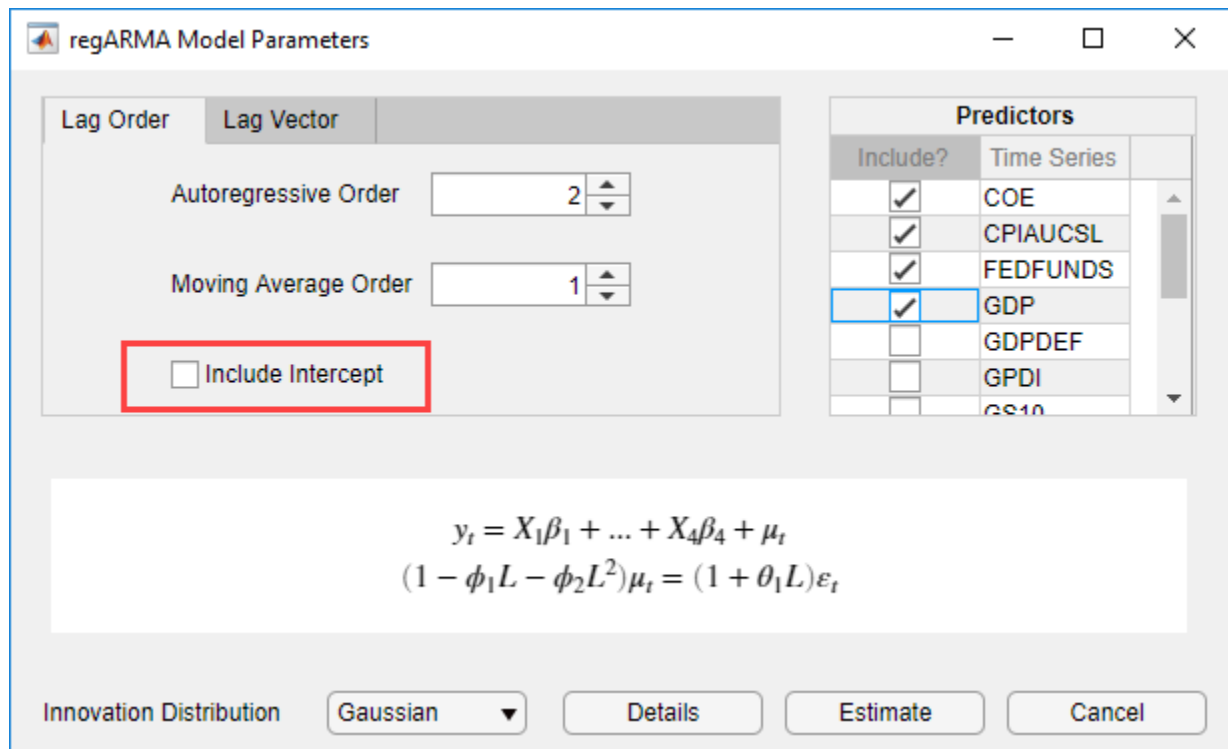 regARMA Model Parameters
Lag Order
Lag Vector
Autoregressive Order 2
Moving Average Order 1
Include Intercept
Predictors
Include? Time Series
COE
CPIAUCSL
FEDFUNDS
GDP
GDPDEF
GPDI
GS10
yₜ = X₁β₁ + ... + X₄β₄ + μₜ
(1 − ϕ₁L − ϕ₂L²)μₜ = (1 + θ₁L)εₜ
Innovation Distribution Gaussian Details Estimate Cancel